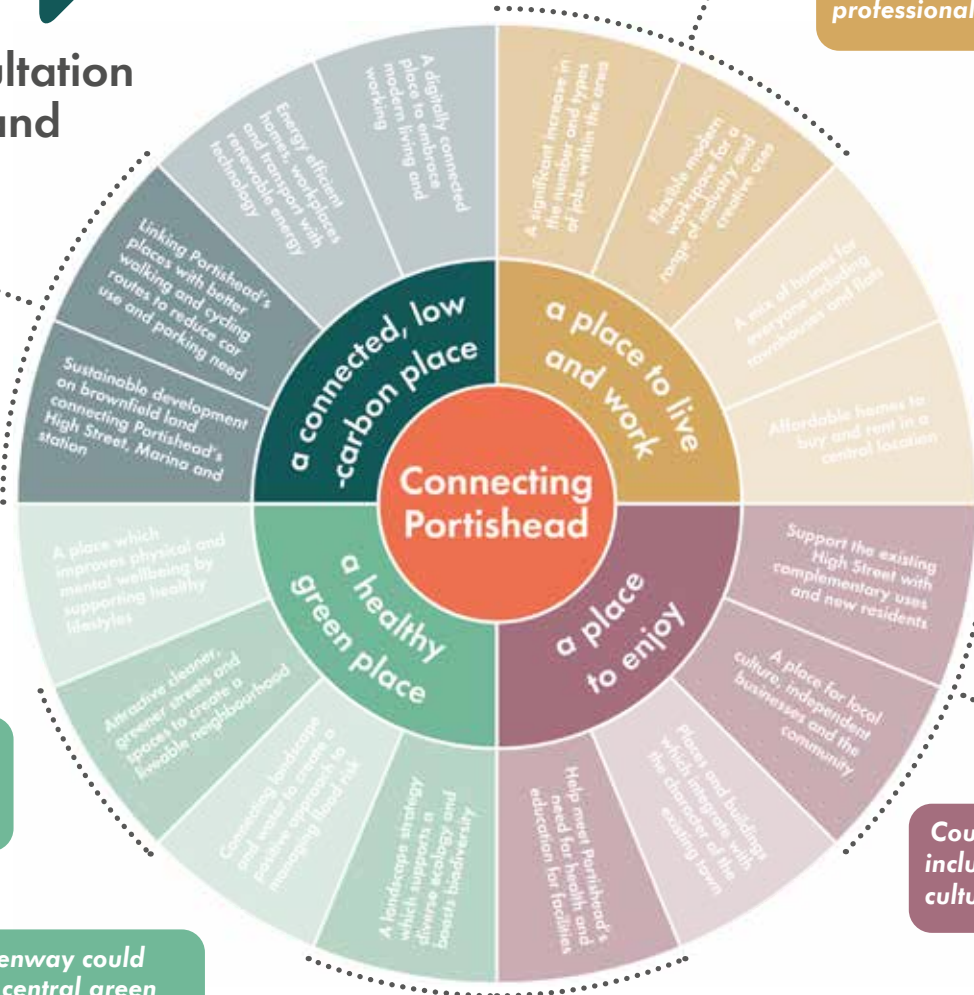 professional
ultation
and
A digitally connected
place to embrace
modern living and
working
Energy efficient
homes, workplaces
and transport with
renewable energy
technology
Linking Portishead's
places with better
walking and cycling
routes to reduce car
use and parking need
Sustainable development
on brownfield land
connecting Portishead's
High Street, Marina and
station
A significant increase in
the number and types
of jobs within the area
Flexible modern
workspace for a
range of industry and
creative uses
A mix of homes for
everyone including
townhouses and flats
Affordable homes to
buy and rent in a
central location
a connected, low
-carbon place
a place to live
and work
Connecting
Portishead
a healthy
green place
a place
to enjoy
A place which
improves physical and
mental wellbeing by
supporting healthy
lifestyles
Attractive cleaner,
greener streets and
spaces to create a
liveable neighbourhood
Connecting landscape
and water to create a
positive approach to
managing flood risk
A landscape strategy
which supports a
diverse ecology and
boosts biodiversity
Support the existing
High Street with
complementary uses
and new residents
A place for local
culture, independent
businesses and the
community
Places and buildings
which integrate with
the character of the
existing town
Help meet Portishead's
need for health and
education for facilities
Cou
inclu
cultu
enway could
central green